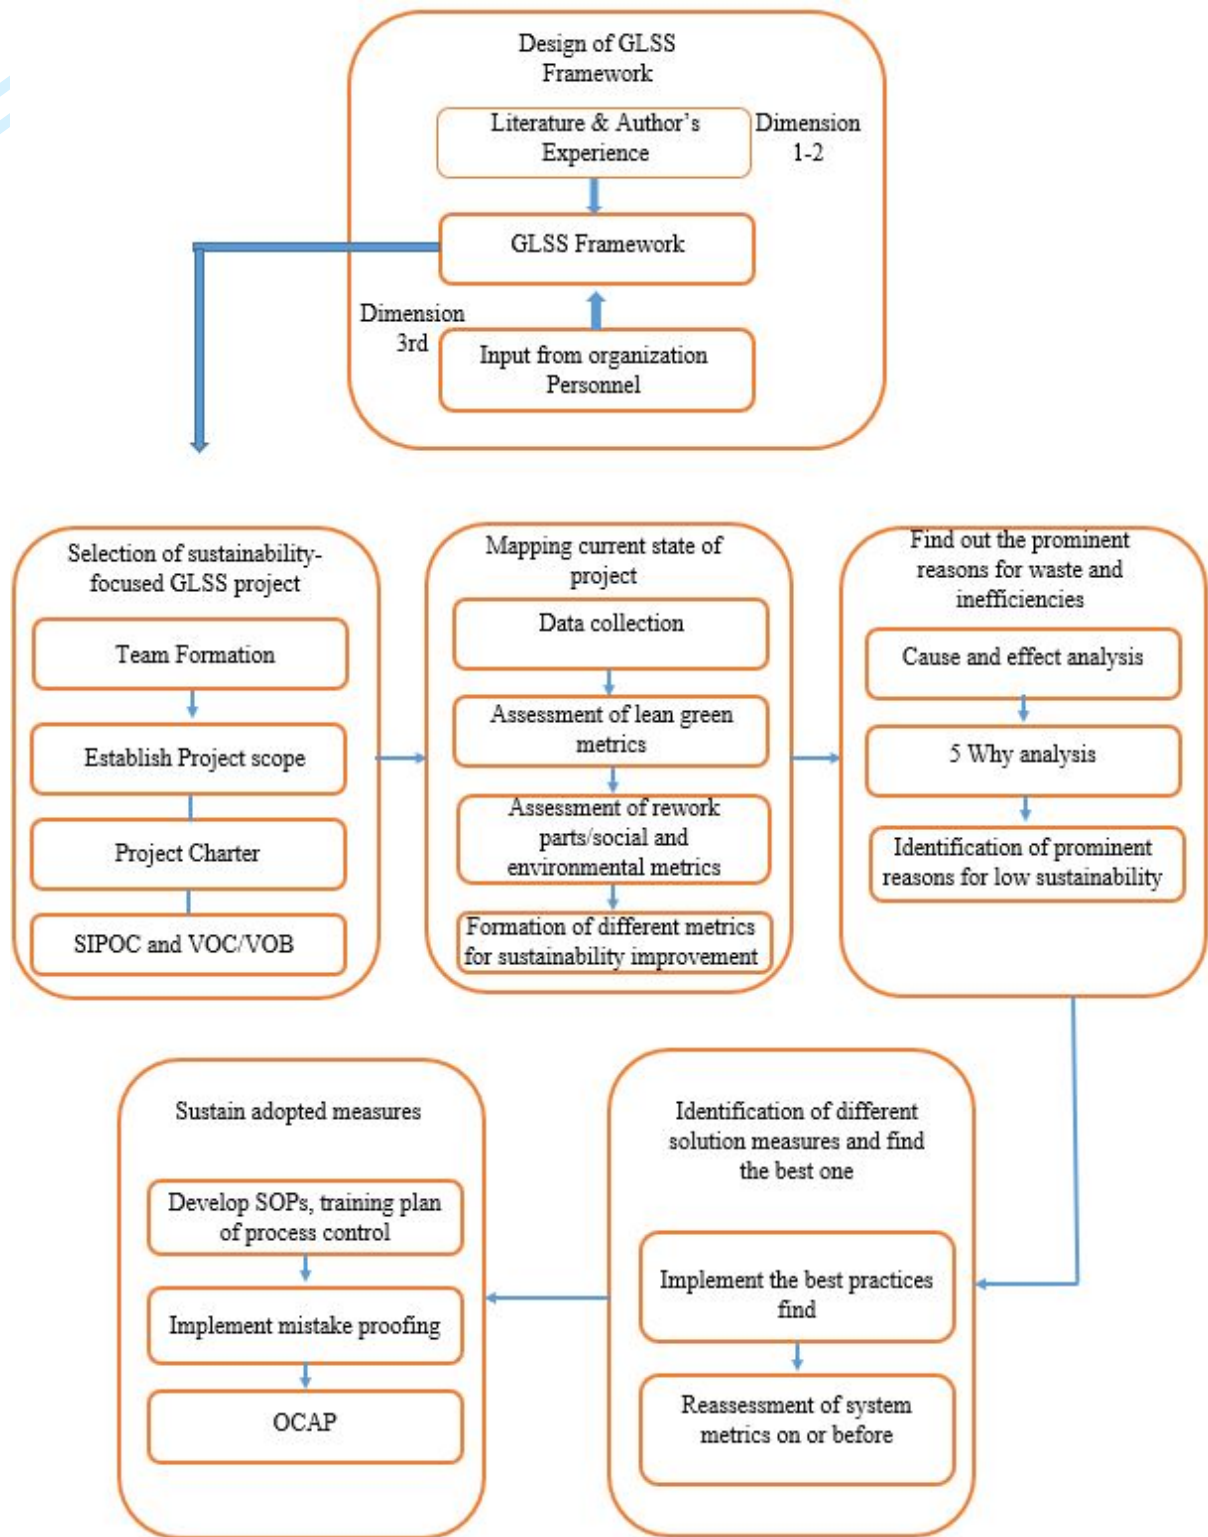 Design of GLSS
Framework
Literature & Author's
Experience
Dimension
1-2
GLSS Framework
Dimension
3rd
Input from organization
Personnel
Selection of sustainability-
focused GLSS project
Team Formation
Establish Project scope
Project Charter
SIPOC and VOC/VOB
Mapping current state of
project
Data collection
Assessment of lean green
metrics
Assessment of rework
parts/social and
environmental metrics
Formation of different metrics
for sustainability improvement
Find out the prominent
reasons for waste and
inefficiencies
Cause and effect analysis
5 Why analysis
Identification of prominent
reasons for low sustainability
Identification of different
solution measures and find
the best one
Implement the best practices
find
Reassessment of system
metrics on or before
Sustain adopted measures
Develop SOPs, training plan
of process control
Implement mistake proofing
OCAP